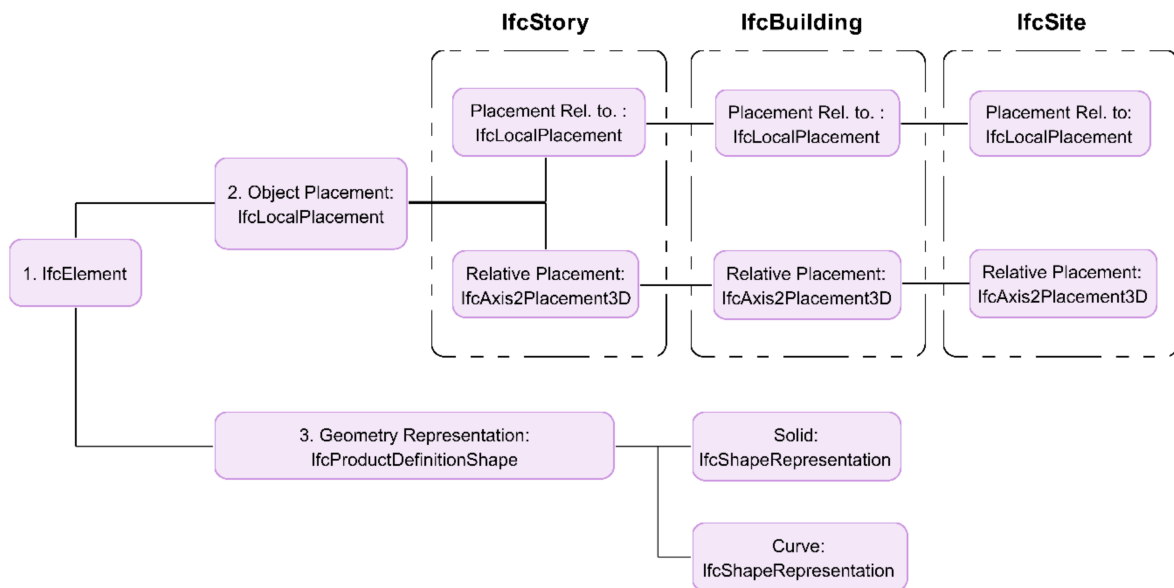 IfcStory
IfcBuilding
IfcSite
Placement Rel. to. :
IfcLocalPlacement
Placement Rel. to. :
IfcLocalPlacement
Placement Rel. to:
IfcLocalPlacement
2. Object Placement:
IfcLocalPlacement
1. IfcElement
Relative Placement:
IfcAxis2Placement3D
Relative Placement:
IfcAxis2Placement3D
Relative Placement:
IfcAxis2Placement3D
3. Geometry Representation:
IfcProductDefinitionShape
Solid:
IfcShapeRepresentation
Curve:
IfcShapeRepresentation